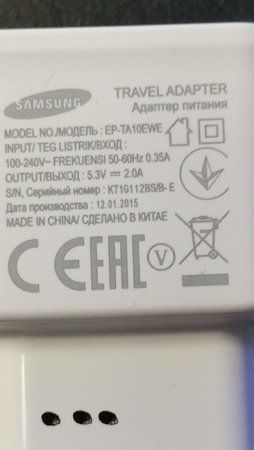 SAMSUNG
TRAVEL ADAPTER
Адаптер питания
MODEL NO./МОДЕЛЬ : EP-TA10EWE
INPUT/ TEG LISTRIK/ВХОД :
100-240V~ FREKUENSI 50-60Hz 0.35A
OUTPUT/ВЫХОД : 5.3V ⎓ 2.0A
S/N, Серийный номер : KT1G112BS/B- E
Дата производства : 12.01.2015
MADE IN CHINA/ СДЕЛАНО В КИТАЕ
CE EAC V